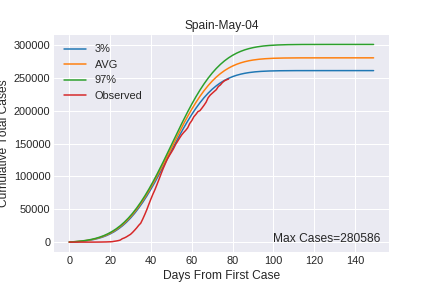 Spain-May-04
Cumulative Total Cases
300000
250000
200000
150000
100000
50000
0
3%
AVG
97%
Observed
Max Cases=280586
0 20 40 60 80 100 120 140
Days From First Case